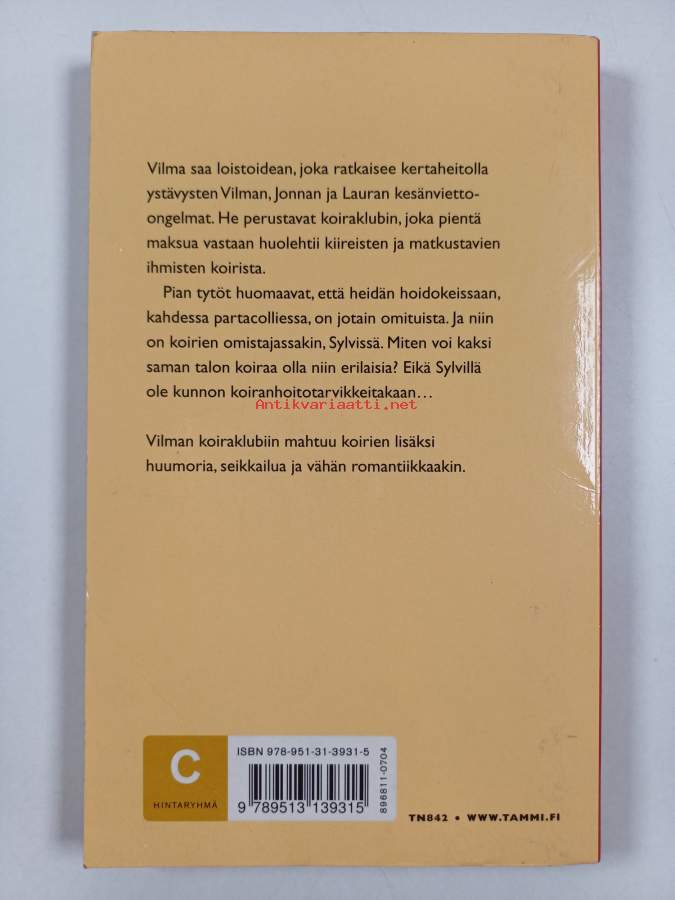 Vilma saa loistoidean, joka ratkaisee kertaheitolla
ystävysten Vilman, Jonnan ja Lauran kesänvietto-
ongelmat. He perustavat koiraklubin, joka pientä
maksua vastaan huolehtii kiireisten ja matkustavien
ihmisten koirista.
Pian tytöt huomaavat, että heidän hoidokeissaan,
kahdessa partacolliessa, on jotain omituista. Ja niin
on koirien omistajassakin, Sylvissä. Miten voi kaksi
saman talon koiraa olla niin erilaisia? Eikä Sylvillä
ole kunnon koiranhoitotarvikkeitakaan...
Antikvariaatti.net
Vilman koiraklubiin mahtuu koirien lisäksi
huumoria, seikkailua ja vähän romantiikkaakin.
C
HINTARYHMÄ
ISBN 978-951-31-3931-5
9 789513 139315
896811-0704
TN842 • WWW.TAMMI.FI